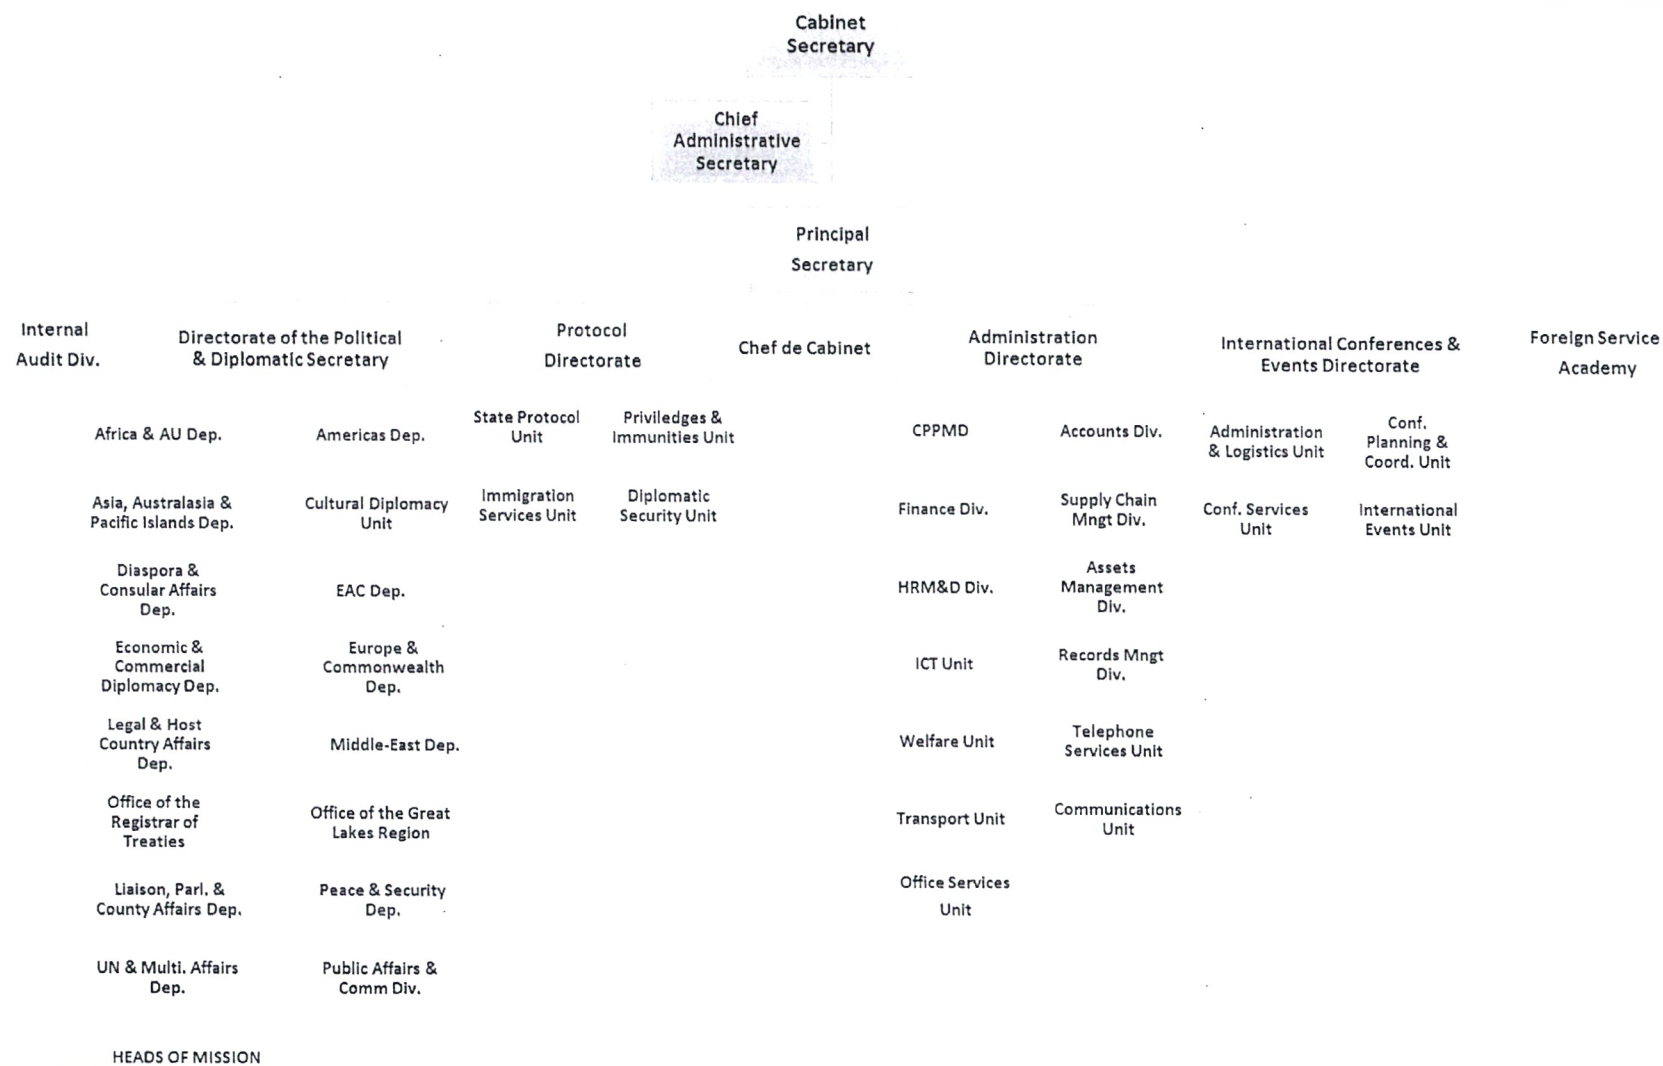 Cabinet
Secretary
Chief
Administrative
Secretary
Principal
Secretary
Internal
Audit Div.
Directorate of the Political
& Diplomatic Secretary
Protocol
Directorate
Chef de Cabinet
Administration
Directorate
International Conferences &
Events Directorate
Foreign Service
Academy
Africa & AU Dep.
Americas Dep.
State Protocol
Unit
Priviledges &
Immunities Unit
CPPMD
Accounts Div.
Administration
& Logistics Unit
Conf.
Planning &
Coord. Unit
Asia, Australasia &
Pacific Islands Dep.
Cultural Diplomacy
Unit
Immigration
Services Unit
Diplomatic
Security Unit
Finance Div.
Supply Chain
Mngt Div.
Conf. Services
Unit
International
Events Unit
Diaspora &
Consular Affairs
Dep.
EAC Dep.
HRM&D Div.
Assets
Management
Div.
Economic &
Commercial
Diplomacy Dep.
Europe &
Commonwealth
Dep.
ICT Unit
Records Mngt
Div.
Legal & Host
Country Affairs
Dep.
Middle-East Dep.
Welfare Unit
Telephone
Services Unit
Office of the
Registrar of
Treaties
Office of the Great
Lakes Region
Transport Unit
Communications
Unit
Liaison, Parl. &
County Affairs Dep.
Peace & Security
Dep.
Office Services
Unit
UN & Multi. Affairs
Dep.
Public Affairs &
Comm Div.
HEADS OF MISSION